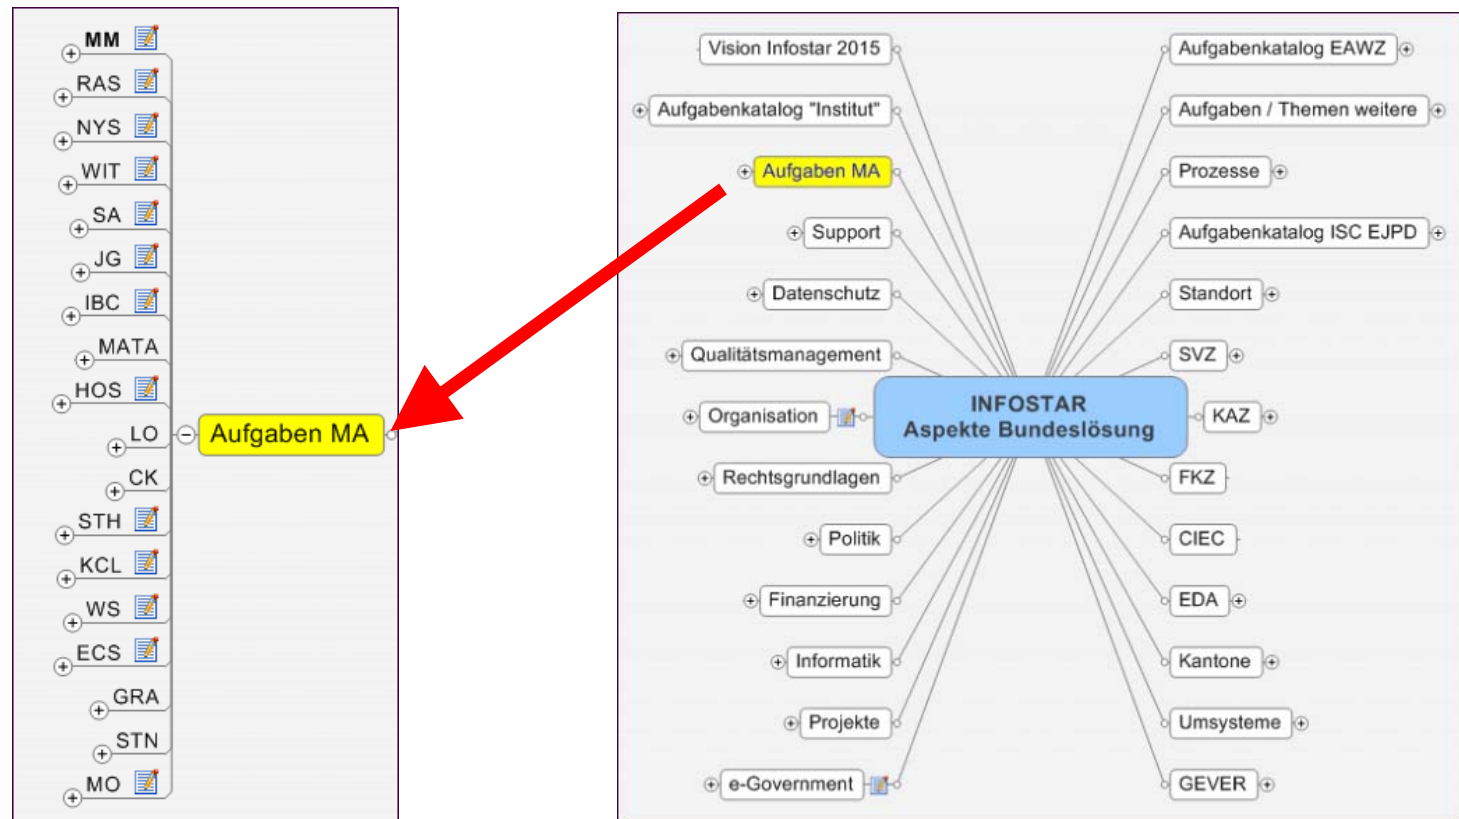 MM
RAS
NYS
WIT
SA
JG
IBC
MATA
HOS
LO
CK
STH
KCL
WS
ECS
GRA
STN
MO
Aufgaben MA
Vision Infostar 2015
Aufgabenkatalog "Institut"
Aufgaben MA
Support
Datenschutz
Qualitätsmanagement
Organisation
Rechtsgrundlagen
Politik
Finanzierung
Informatik
Projekte
e-Government
INFOSTAR
Aspekte Bundeslösung
Aufgabenkatalog EAWZ
Aufgaben / Themen weitere
Prozesse
Aufgabenkatalog ISC EJPD
Standort
SVZ
KAZ
FKZ
CIEC
EDA
Kantone
Umsysteme
GEVER